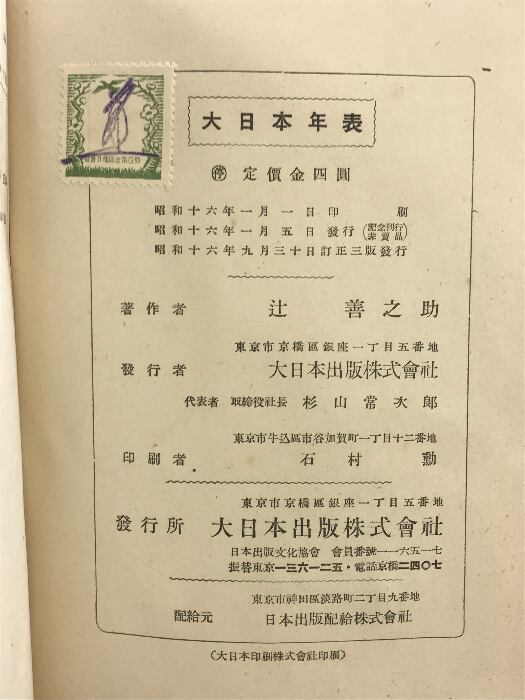 大日本年表
㊡ 定價金四圓
昭和十六年一月一日印刷
昭和十六年一月五日發行(記念刊行 非賣品)
昭和十六年九月三十日訂正三版發行
著作者 辻善之助
東京市京橋區銀座一丁目五番地
發行者 大日本出版株式會社
代表者 取締役社長 杉山常次郎
東京市牛込區市谷加賀町一丁目十二番地
印刷者 石村勳
東京市京橋區銀座一丁目五番地
發行所 大日本出版株式會社
日本出版文化協會 會員番號一一六五一七
振替東京一三六一二五・電話京橋二四〇七
東京市神田區淡路町二丁目九番地
配給元 日本出版配給株式會社
(大日本印刷株式會社印刷)